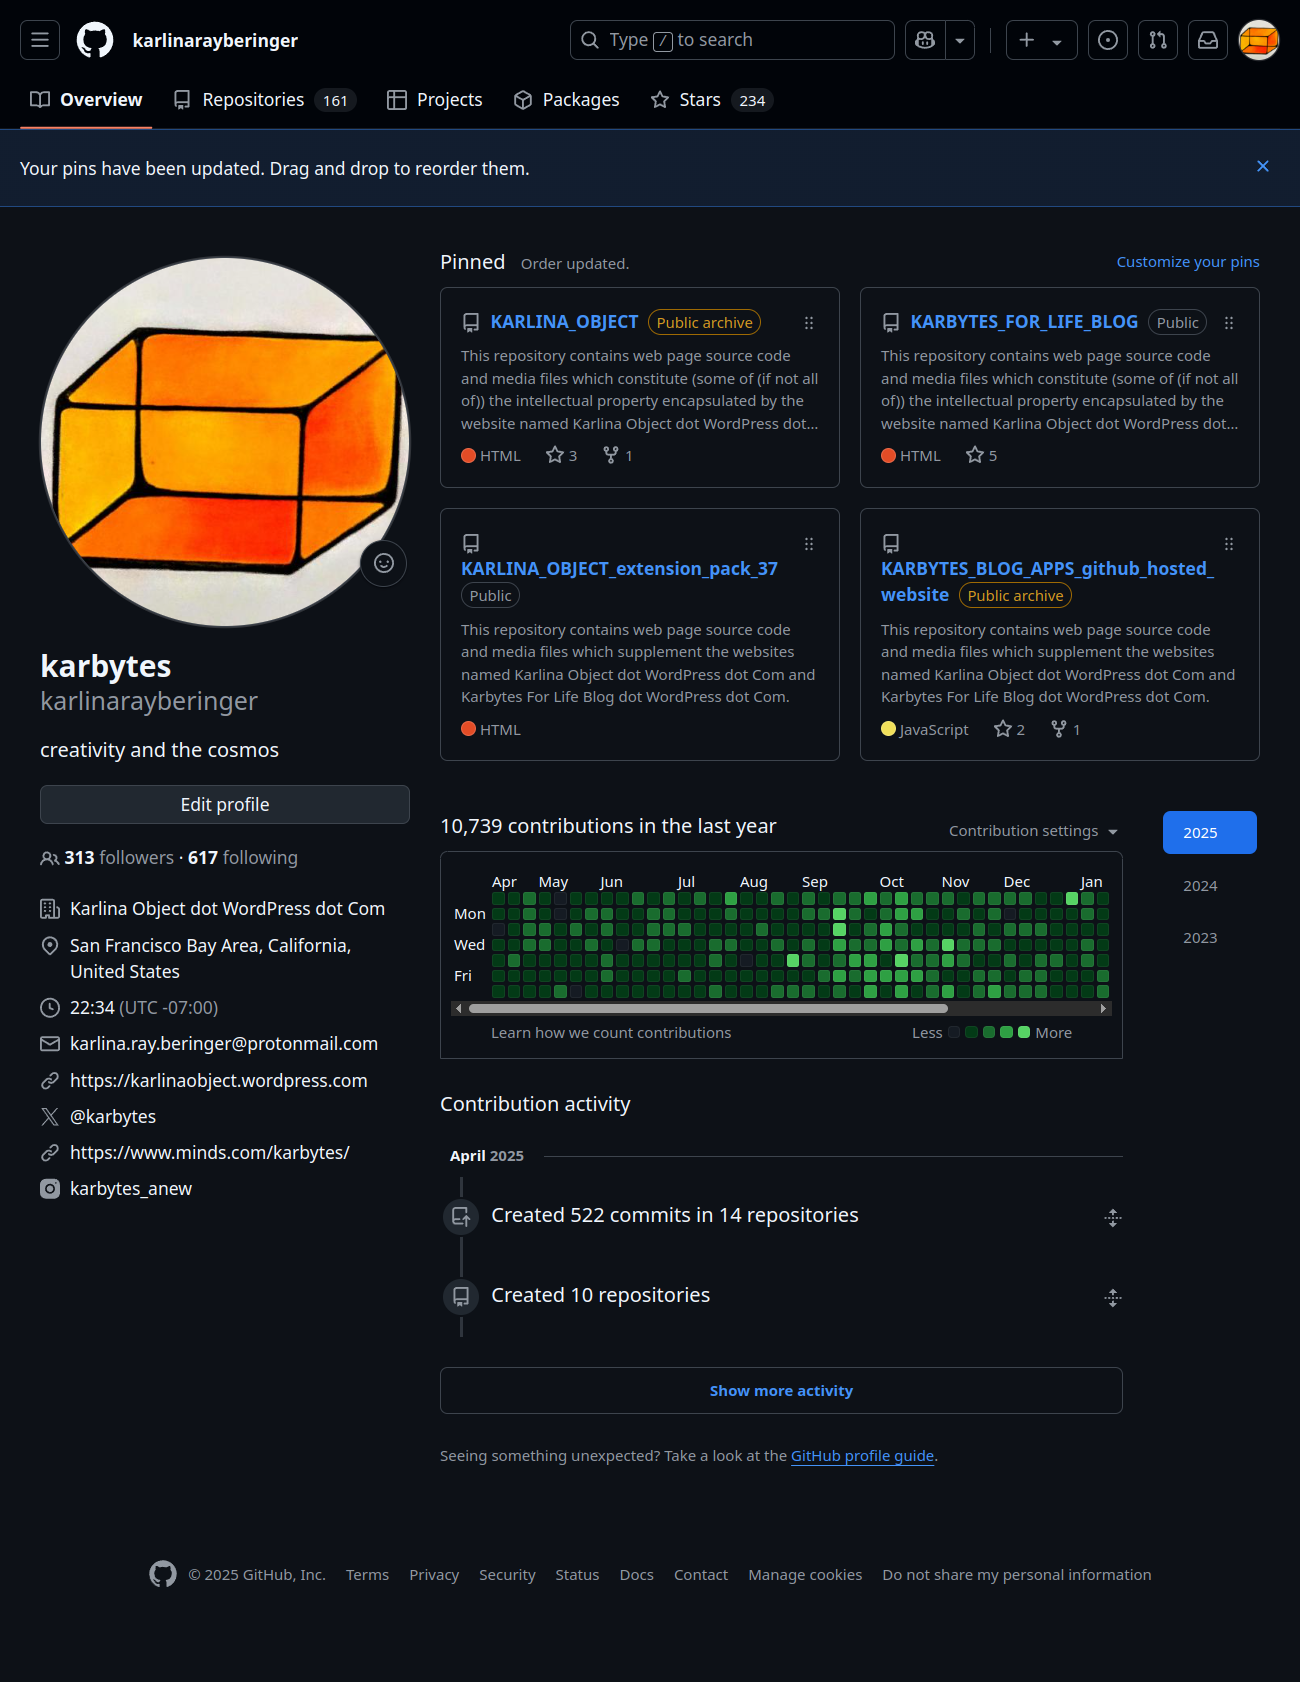 karlinarayberinger
Type / to search
Overview
Repositories 161
Projects
Packages
Stars 234
Your pins have been updated. Drag and drop to reorder them.
karbytes
karlinarayberinger
creativity and the cosmos
Edit profile
313 followers · 617 following
Karlina Object dot WordPress dot Com
San Francisco Bay Area, California,
United States
22:34 (UTC -07:00)
karlina.ray.beringer@protonmail.com
https://karlinaobject.wordpress.com
@karbytes
https://www.minds.com/karbytes/
karbytes_anew
Pinned Order updated.
Customize your pins
KARLINA_OBJECT Public archive
This repository contains web page source code
and media files which constitute (some of (if not all
of)) the intellectual property encapsulated by the
website named Karlina Object dot WordPress dot…
HTML 3 1
KARBYTES_FOR_LIFE_BLOG Public
This repository contains web page source code
and media files which constitute (some of (if not all
of)) the intellectual property encapsulated by the
website named Karlina Object dot WordPress dot…
HTML 5
KARLINA_OBJECT_extension_pack_37
Public
This repository contains web page source code
and media files which supplement the websites
named Karlina Object dot WordPress dot Com and
Karbytes For Life Blog dot WordPress dot Com.
HTML
KARBYTES_BLOG_APPS_github_hosted_
website Public archive
This repository contains web page source code
and media files which supplement the websites
named Karlina Object dot WordPress dot Com and
Karbytes For Life Blog dot WordPress dot Com.
JavaScript 2 1
10,739 contributions in the last year
Contribution settings
2025
2024
2023
Apr May Jun Jul Aug Sep Oct Nov Dec Jan
Mon
Wed
Fri
Learn how we count contributions
Less More
Contribution activity
April 2025
Created 522 commits in 14 repositories
Created 10 repositories
Show more activity
Seeing something unexpected? Take a look at the GitHub profile guide.
© 2025 GitHub, Inc. Terms Privacy Security Status Docs Contact Manage cookies Do not share my personal information